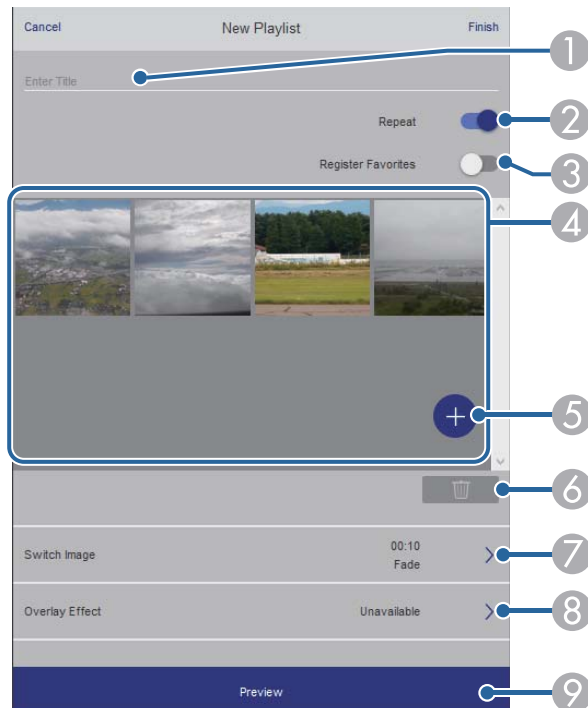 Cancel New Playlist Finish
1
Enter Title
Repeat
2
Register Favorites
3
4
5
6
Switch Image
00:10
Fade
7
Overlay Effect Unavailable
8
Preview
9